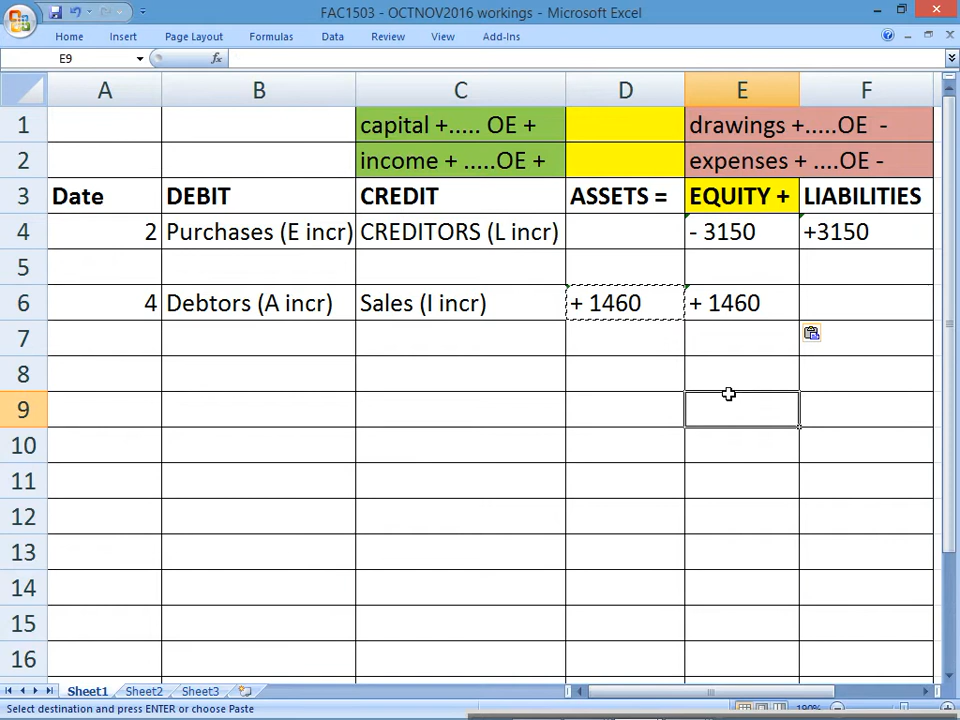 FAC1503 - OCTNOV2016 workings - Microsoft Excel
Home Insert Page Layout Formulas Data Review View Add-Ins
E9 fx
A B C D E F
1 capital +..... OE + drawings +.....OE -
2 income + .....OE + expenses + ....OE -
3 Date DEBIT CREDIT ASSETS = EQUITY + LIABILITIES
4 2 Purchases (E incr) CREDITORS (L incr) - 3150 +3150
5
6 4 Debtors (A incr) Sales (I incr) + 1460 + 1460
7
8
9
10
11
12
13
14
15
16
Sheet1 Sheet2 Sheet3
Select destination and press ENTER or choose Paste 190%